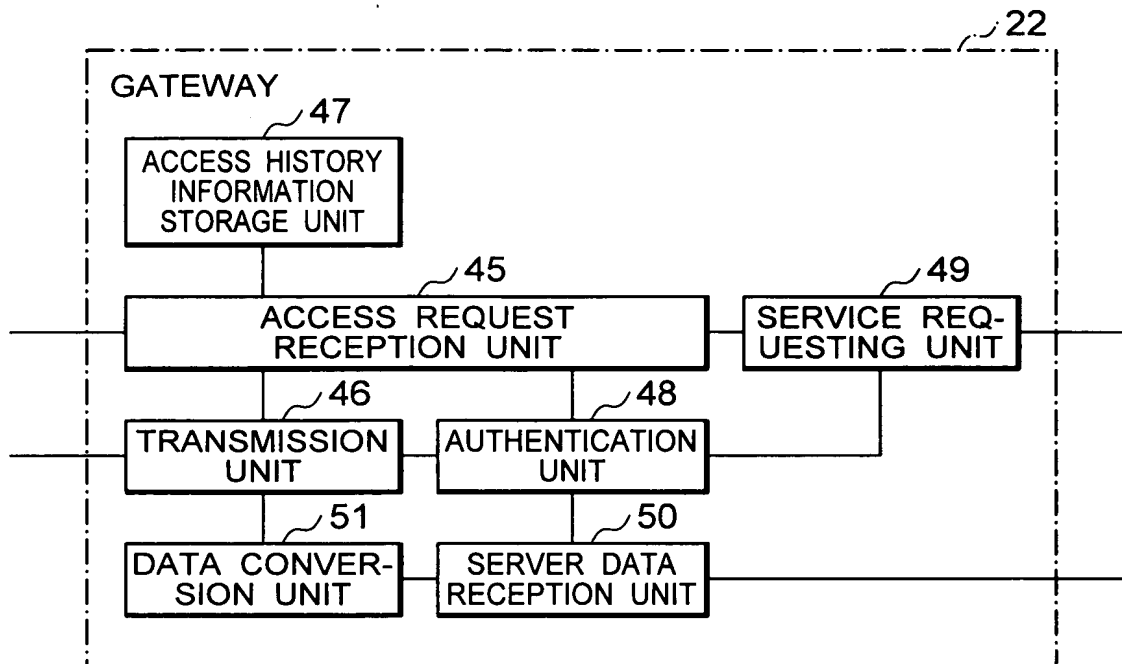 22
GATEWAY
47
ACCESS HISTORY
INFORMATION
STORAGE UNIT
45
ACCESS REQUEST
RECEPTION UNIT
49
SERVICE REQ-
UESTING UNIT
46
TRANSMISSION
UNIT
48
AUTHENTICATION
UNIT
51
DATA CONVER-
SION UNIT
50
SERVER DATA
RECEPTION UNIT